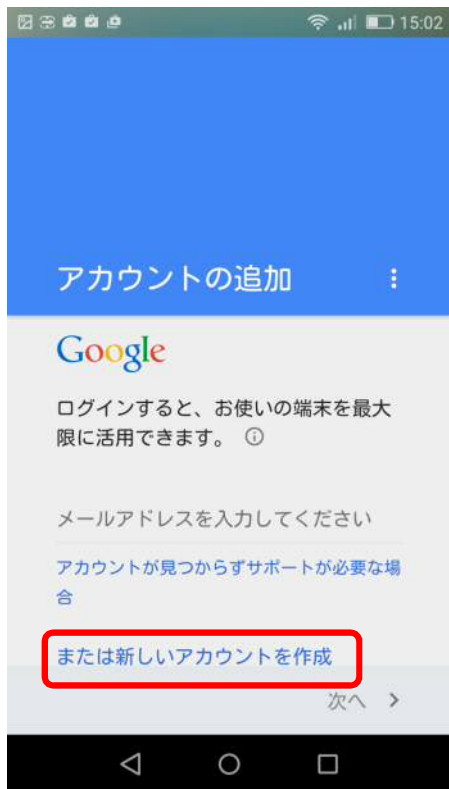 15:02
アカウントの追加
Google
ログインすると、お使いの端末を最大
限に活用できます。
メールアドレスを入力してください
アカウントが見つからずサポートが必要な場
合
または新しいアカウントを作成
次へ